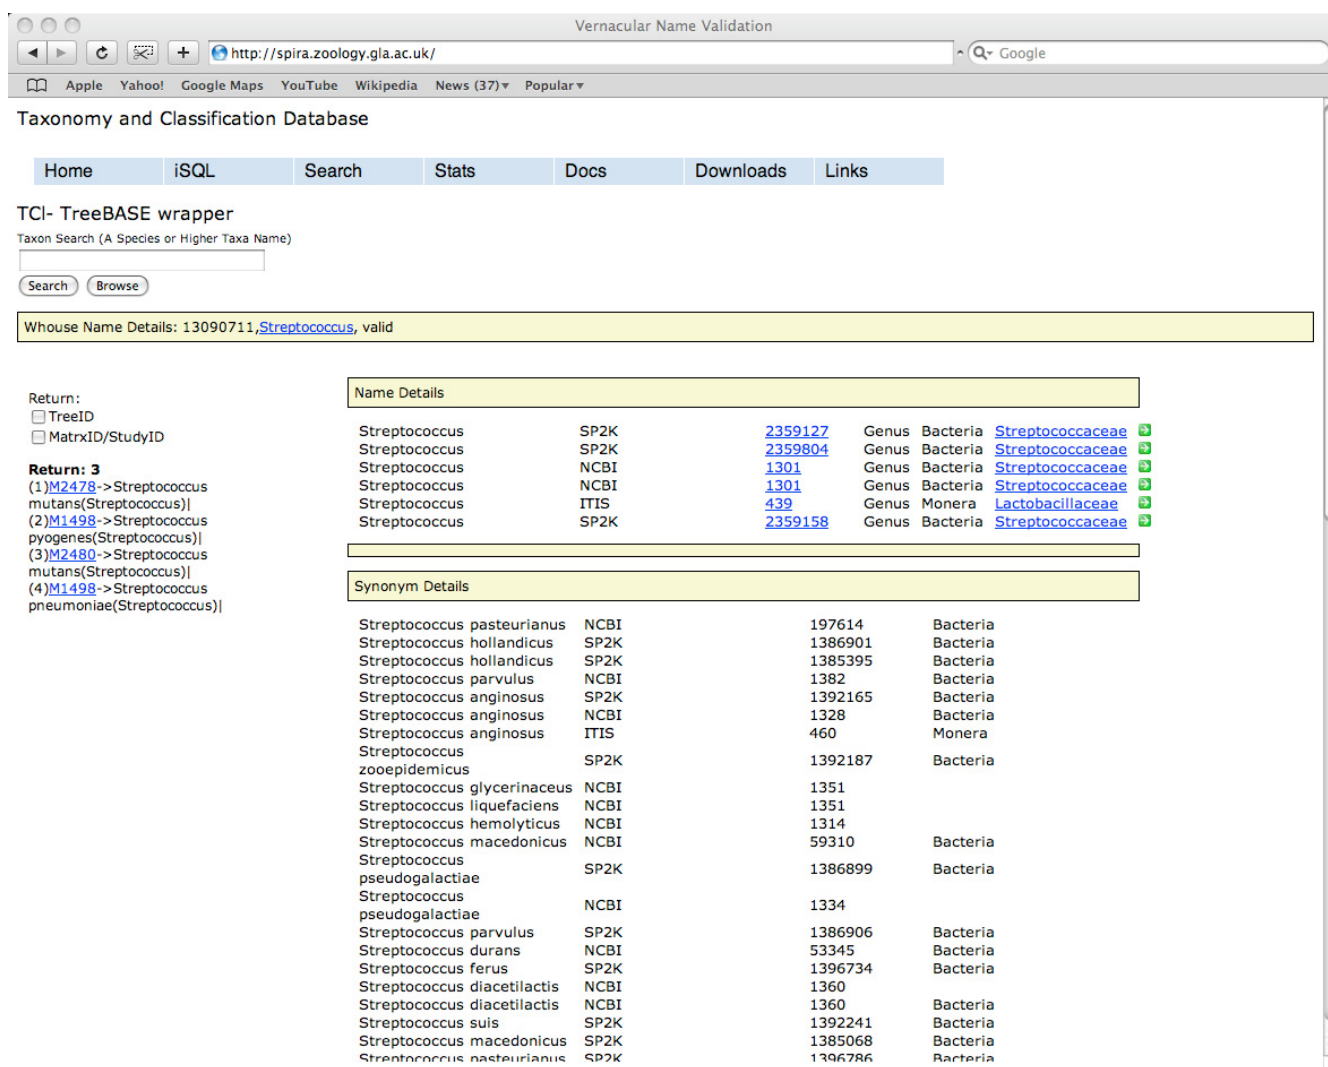 Vernacular Name Validation
http://spira.zoology.gla.ac.uk/
Google
Apple Yahoo! Google Maps YouTube Wikipedia News (37) Popular
Taxonomy and Classification Database
Home iSQL Search Stats Docs Downloads Links
TCl- TreeBASE wrapper
Taxon Search (A Species or Higher Taxa Name)
Search Browse
Whouse Name Details: 13090711,Streptococcus, valid
Return:
TreeID
MatrxID/StudyID
Return: 3
(1)M2478->Streptococcus
mutans(Streptococcus)|
(2)M1498->Streptococcus
pyogenes(Streptococcus)|
(3)M2480->Streptococcus
mutans(Streptococcus)|
(4)M1498->Streptococcus
pneumoniae(Streptococcus)|
Name Details
Streptococcus SP2K 2359127 Genus Bacteria Streptococcaceae
Streptococcus SP2K 2359804 Genus Bacteria Streptococcaceae
Streptococcus NCBI 1301 Genus Bacteria Streptococcaceae
Streptococcus NCBI 1301 Genus Bacteria Streptococcaceae
Streptococcus ITIS 439 Genus Monera Lactobacillaceae
Streptococcus SP2K 2359158 Genus Bacteria Streptococcaceae
Synonym Details
Streptococcus pasteurianus NCBI 197614 Bacteria
Streptococcus hollandicus SP2K 1386901 Bacteria
Streptococcus hollandicus SP2K 1385395 Bacteria
Streptococcus parvulus NCBI 1382 Bacteria
Streptococcus anginosus SP2K 1392165 Bacteria
Streptococcus anginosus NCBI 1328 Bacteria
Streptococcus anginosus ITIS 460 Monera
Streptococcus
zooepidemicus SP2K 1392187 Bacteria
Streptococcus glycerinaceus NCBI 1351
Streptococcus liquefaciens NCBI 1351
Streptococcus hemolyticus NCBI 1314
Streptococcus macedonicus NCBI 59310 Bacteria
Streptococcus
pseudogalactiae SP2K 1386899 Bacteria
Streptococcus
pseudogalactiae NCBI 1334
Streptococcus parvulus SP2K 1386906 Bacteria
Streptococcus durans NCBI 53345 Bacteria
Streptococcus ferus SP2K 1396734 Bacteria
Streptococcus diacetilactis NCBI 1360
Streptococcus diacetilactis NCBI 1360 Bacteria
Streptococcus suis SP2K 1392241 Bacteria
Streptococcus macedonicus SP2K 1385068 Bacteria
Streptococcus pasteurianus SP2K 1396786 Bacteria